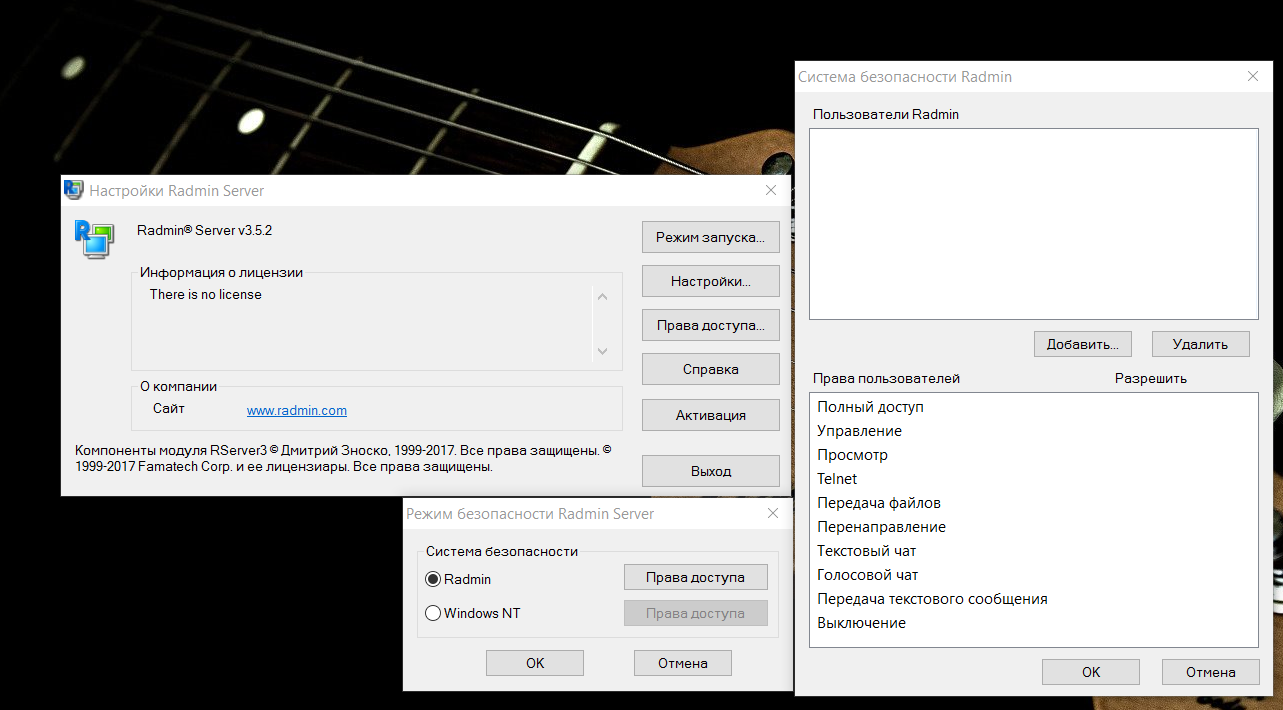 Настройки Radmin Server
Radmin® Server v3.5.2
Информация о лицензии
There is no license
О компании
Сайт www.radmin.com
Компоненты модуля RServer3 © Дмитрий Зноско, 1999-2017. Все права защищены. ©
1999-2017 Famatech Corp. и ее лицензиары. Все права защищены.
Режим запуска...
Настройки...
Права доступа...
Справка
Активация
Выход
Режим безопасности Radmin Server
Система безопасности
Radmin Права доступа
Windows NT Права доступа
OK Отмена
Система безопасности Radmin
Пользователи Radmin
Добавить... Удалить
Права пользователей Разрешить
Полный доступ
Управление
Просмотр
Telnet
Передача файлов
Перенаправление
Текстовый чат
Голосовой чат
Передача текстового сообщения
Выключение
OK Отмена